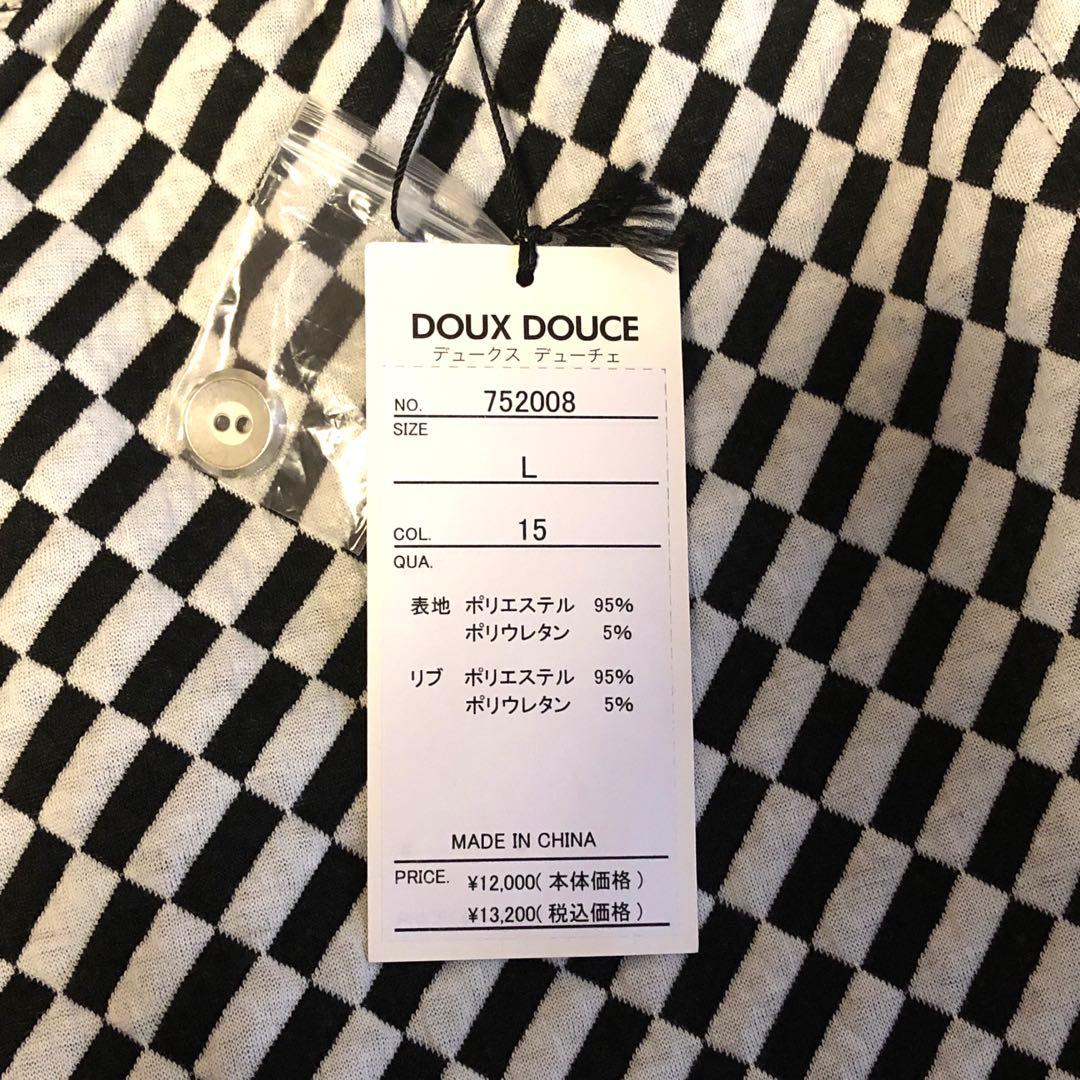 DOUX DOUCE
デュークス デューチェ
NO. 752008
SIZE
L
COL. 15
QUA.
表地 ポリエステル 95%
ポリウレタン 5%
リブ ポリエステル 95%
ポリウレタン 5%
MADE IN CHINA
PRICE. ¥12,000( 本体価格 )
¥13,200( 税込価格 )